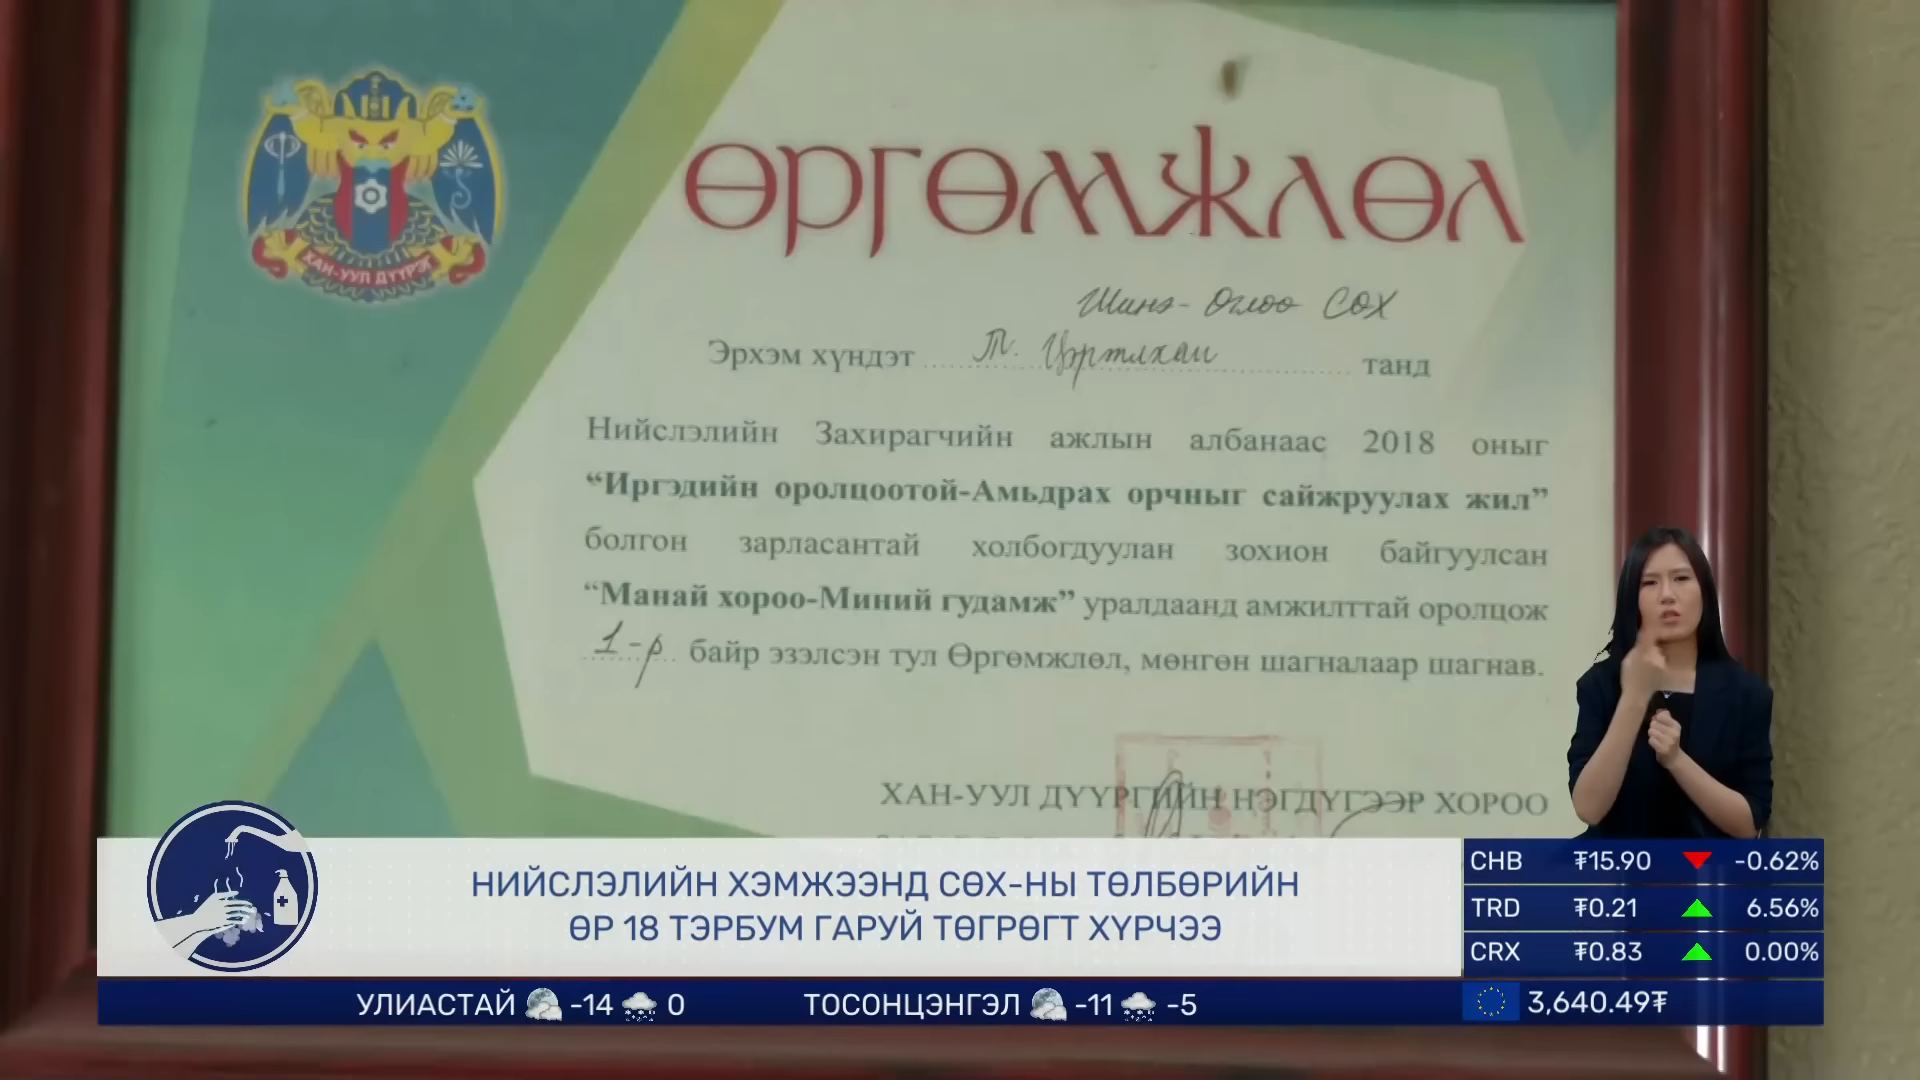 ХАН-УУЛ ДҮҮРЭГ
ӨРГӨМЖЛӨЛ
Шинэ-Оглоо СӨХ
Эрхэм хүндэт Т. танд
Нийслэлийн Захирагчийн ажлын албанаас 2018 оныг
“Иргэдийн оролцоотой-Амьдрах орчныг сайжруулах жил”
болгон зарласантай холбогдуулан зохион байгуулсан
“Манай хороо-Миний гудамж” уралдаанд амжилттай оролцож
1-р байр эзэлсэн тул Өргөмжлөл, мөнгөн шагналаар шагнав.
ХАН-УУЛ ДҮҮРГИЙН НЭГДҮГЭЭР ХОРОО
НИЙСЛЭЛИЙН ХЭМЖЭЭНД СӨХ-НЫ ТӨЛБӨРИЙН
ӨР 18 ТЭРБУМ ГАРУЙ ТӨГРӨГТ ХҮРЧЭЭ
CHB ₮15.90 -0.62%
TRD ₮0.21 6.56%
CRX ₮0.83 0.00%
УЛИАСТАЙ -14 0 ТОСОНЦЭНГЭЛ -11 -5
3,640.49₮